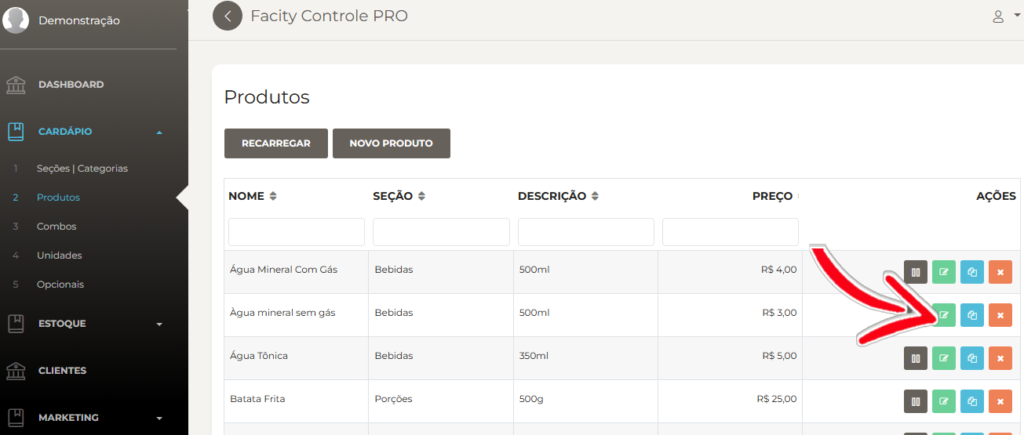 Demonstração
Facity Controle PRO
DASHBOARD
CARDÁPIO
1 Seções | Categorias
2 Produtos
3 Combos
4 Unidades
5 Opcionais
ESTOQUE
CLIENTES
MARKETING
Produtos
RECARREGAR NOVO PRODUTO
NOME SEÇÃO DESCRIÇÃO PREÇO AÇÕES
Água Mineral Com Gás Bebidas 500ml R$ 4,00
Àgua mineral sem gás Bebidas 500ml R$ 3,00
Água Tônica Bebidas 350ml R$ 5,00
Batata Frita Porções 500g R$ 25,00